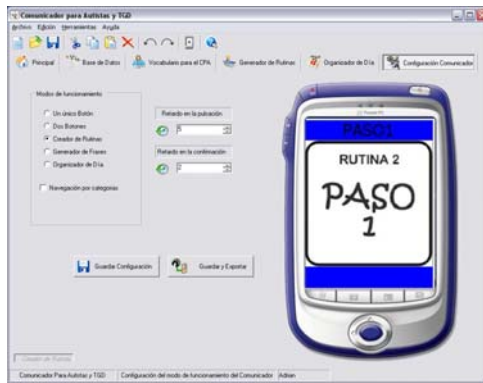 Comunicador para Autistas y TGD
Archivo Edición Herramientas Ayuda
Principal Base de Datos Vocabulario para el CPA Generador de Rutinas Organizador de Día Configuración Comunicador
Modos de funcionamiento
Un único Botón
Dos Botones
Creador de Rutinas
Generador de Frases
Organizador de Día
Navegación por categorías
Retardo en la pulsación
5
Retardo en la confirmación
2
Guardar Configuración
Guardar y Exportar
PASO1
RUTINA 2
PASO
1
Creador de Rutinas
Comunicador Para Autistas y TGD Configuración del modo de funcionamiento del Comunicador Admin